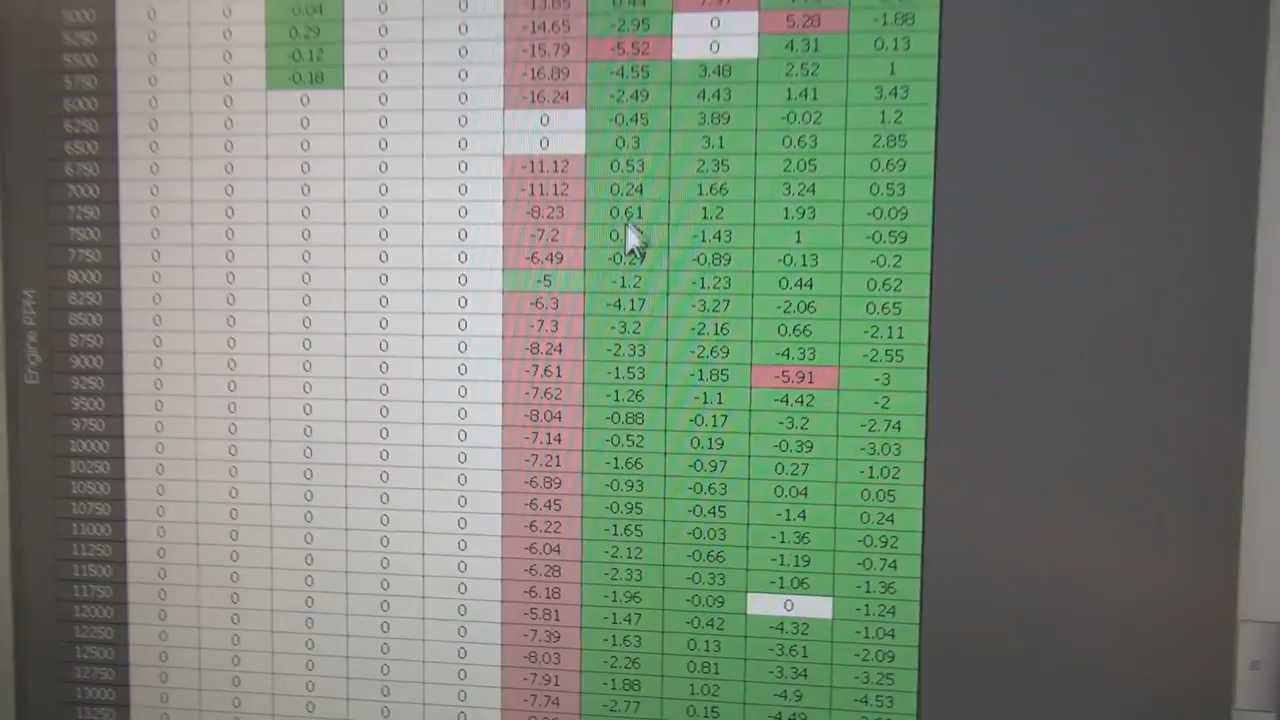 Engine RPM
5000 0 0 -0.04 0 0 -13.85 0.44
5250 0 0 0.29 0 0 -14.65 -2.95 0 5.28 -1.88
5500 0 0 -0.12 0 0 -15.79 -5.52 0 4.31 0.13
5750 0 0 -0.18 0 0 -16.89 -4.55 3.48 2.52 1
6000 0 0 0 0 0 -16.24 -2.49 4.43 1.41 3.43
6250 0 0 0 0 0 0 -0.45 3.89 -0.02 1.2
6500 0 0 0 0 0 0 0.3 3.1 0.63 2.85
6750 0 0 0 0 0 -11.12 0.53 2.35 2.05 0.69
7000 0 0 0 0 0 -11.12 0.24 1.66 3.24 0.53
7250 0 0 0 0 0 -8.23 0.61 1.2 1.93 -0.09
7500 0 0 0 0 0 -7.2 -1.43 1 -0.59
7750 0 0 0 0 0 -6.49 -0.29 -0.89 -0.13 -0.2
8000 0 0 0 0 0 -5 -1.2 -1.23 0.44 0.62
8250 0 0 0 0 0 -6.3 -4.17 -3.27 -2.06 0.65
8500 0 0 0 0 0 -7.3 -3.2 -2.16 0.66 -2.11
8750 0 0 0 0 0 -8.24 -2.33 -2.69 -4.33 -2.55
9000 0 0 0 0 0 -7.61 -1.53 -1.85 -5.91 -3
9250 0 0 0 0 0 -7.62 -1.26 -1.1 -4.42 -2
9500 0 0 0 0 0 -8.04 -0.88 -0.17 -3.2 -2.74
9750 0 0 0 0 0 -7.14 -0.52 0.19 -0.39 -3.03
10000 0 0 0 0 0 -7.21 -1.66 -0.97 0.27 -1.02
10250 0 0 0 0 0 -6.89 -0.93 -0.63 0.04 0.05
10500 0 0 0 0 0 -6.45 -0.95 -0.45 -1.4 0.24
10750 0 0 0 0 0 -6.22 -1.65 -0.03 -1.36 -0.92
11000 0 0 0 0 0 -6.04 -2.12 -0.66 -1.19 -0.74
11250 0 0 0 0 0 -6.28 -2.33 -0.33 -1.06 -1.36
11500 0 0 0 0 0 -6.18 -1.96 -0.09 0 -1.24
11750 0 0 0 0 0 -5.81 -1.47 -0.42 -4.32 -1.04
12000 0 0 0 0 0 -7.39 -1.63 0.13 -3.61 -2.09
12250 0 0 0 0 0 -8.03 -2.26 0.81 -3.34 -3.25
12500 0 0 0 0 0 -7.91 -1.88 1.02 -4.9 -4.53
12750 0 0 0 0 0 -7.74 -2.77 0.15 -4.49
13000 0 0 0 0 0
13250